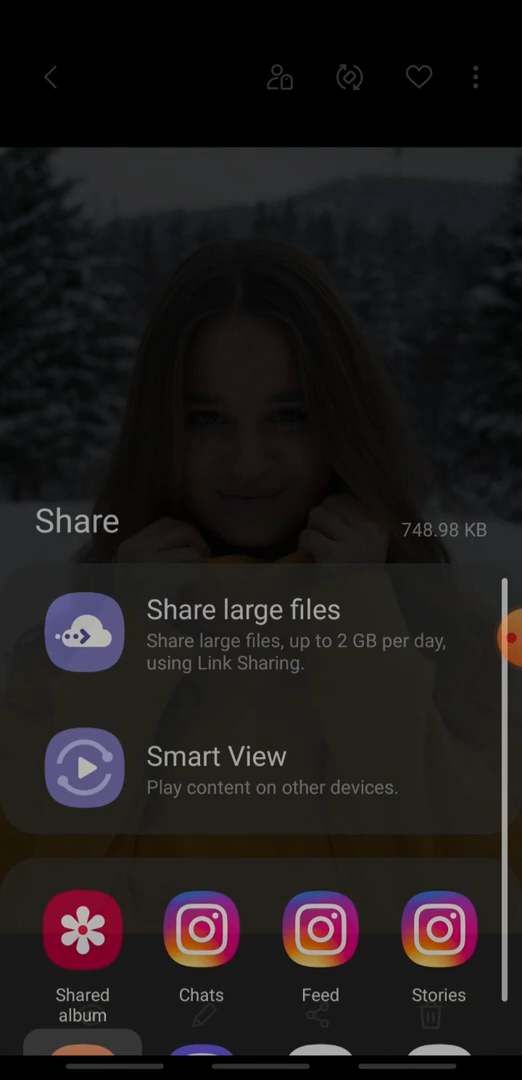 Share
748.98 KB
Share large files
Share large files, up to 2 GB per day,
using Link Sharing.
Smart View
Play content on other devices.
Shared
album
Chats
Feed
Stories